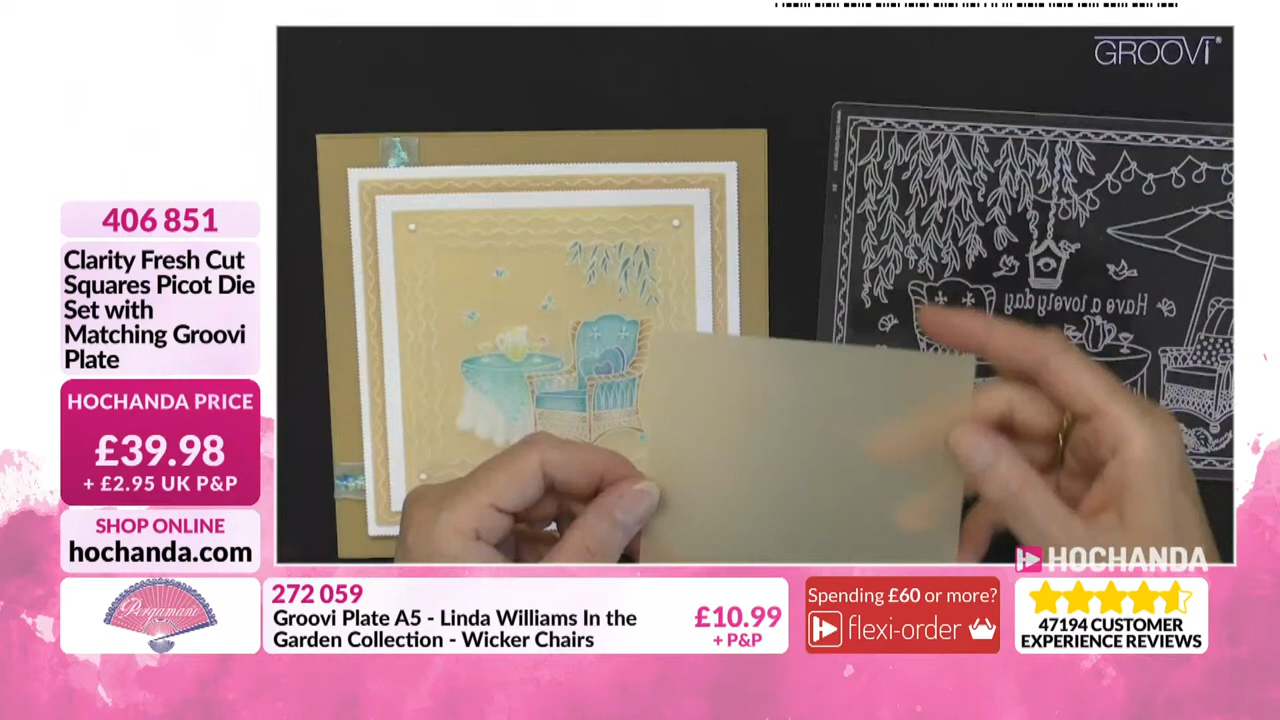 GROOVi®
406 851
Clarity Fresh Cut
Squares Picot Die
Set with
Matching Groovi
Plate
HOCHANDA PRICE
£39.98
+ £2.95 UK P&P
SHOP ONLINE
hochanda.com
Have a lovely day
HOCHANDA
Pergamano
272 059
Groovi Plate A5 - Linda Williams In the
Garden Collection - Wicker Chairs
£10.99
+ P&P
Spending £60 or more?
flexi-order
47194 CUSTOMER
EXPERIENCE REVIEWS